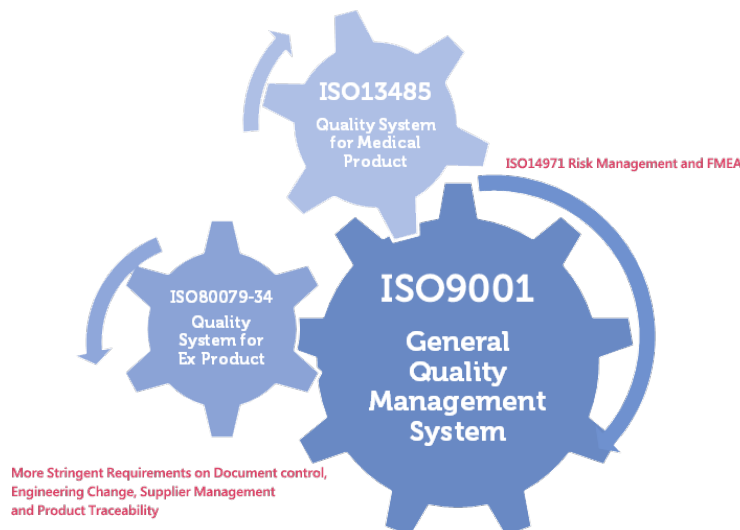 ISO13485
Quality System
for Medical
Product
ISO14971 Risk Management and FMEA
ISO80079-34
Quality
System for
Ex Product
ISO9001
General
Quality
Management
System
More Stringent Requirements on Document control,
Engineering Change, Supplier Management
and Product Traceability